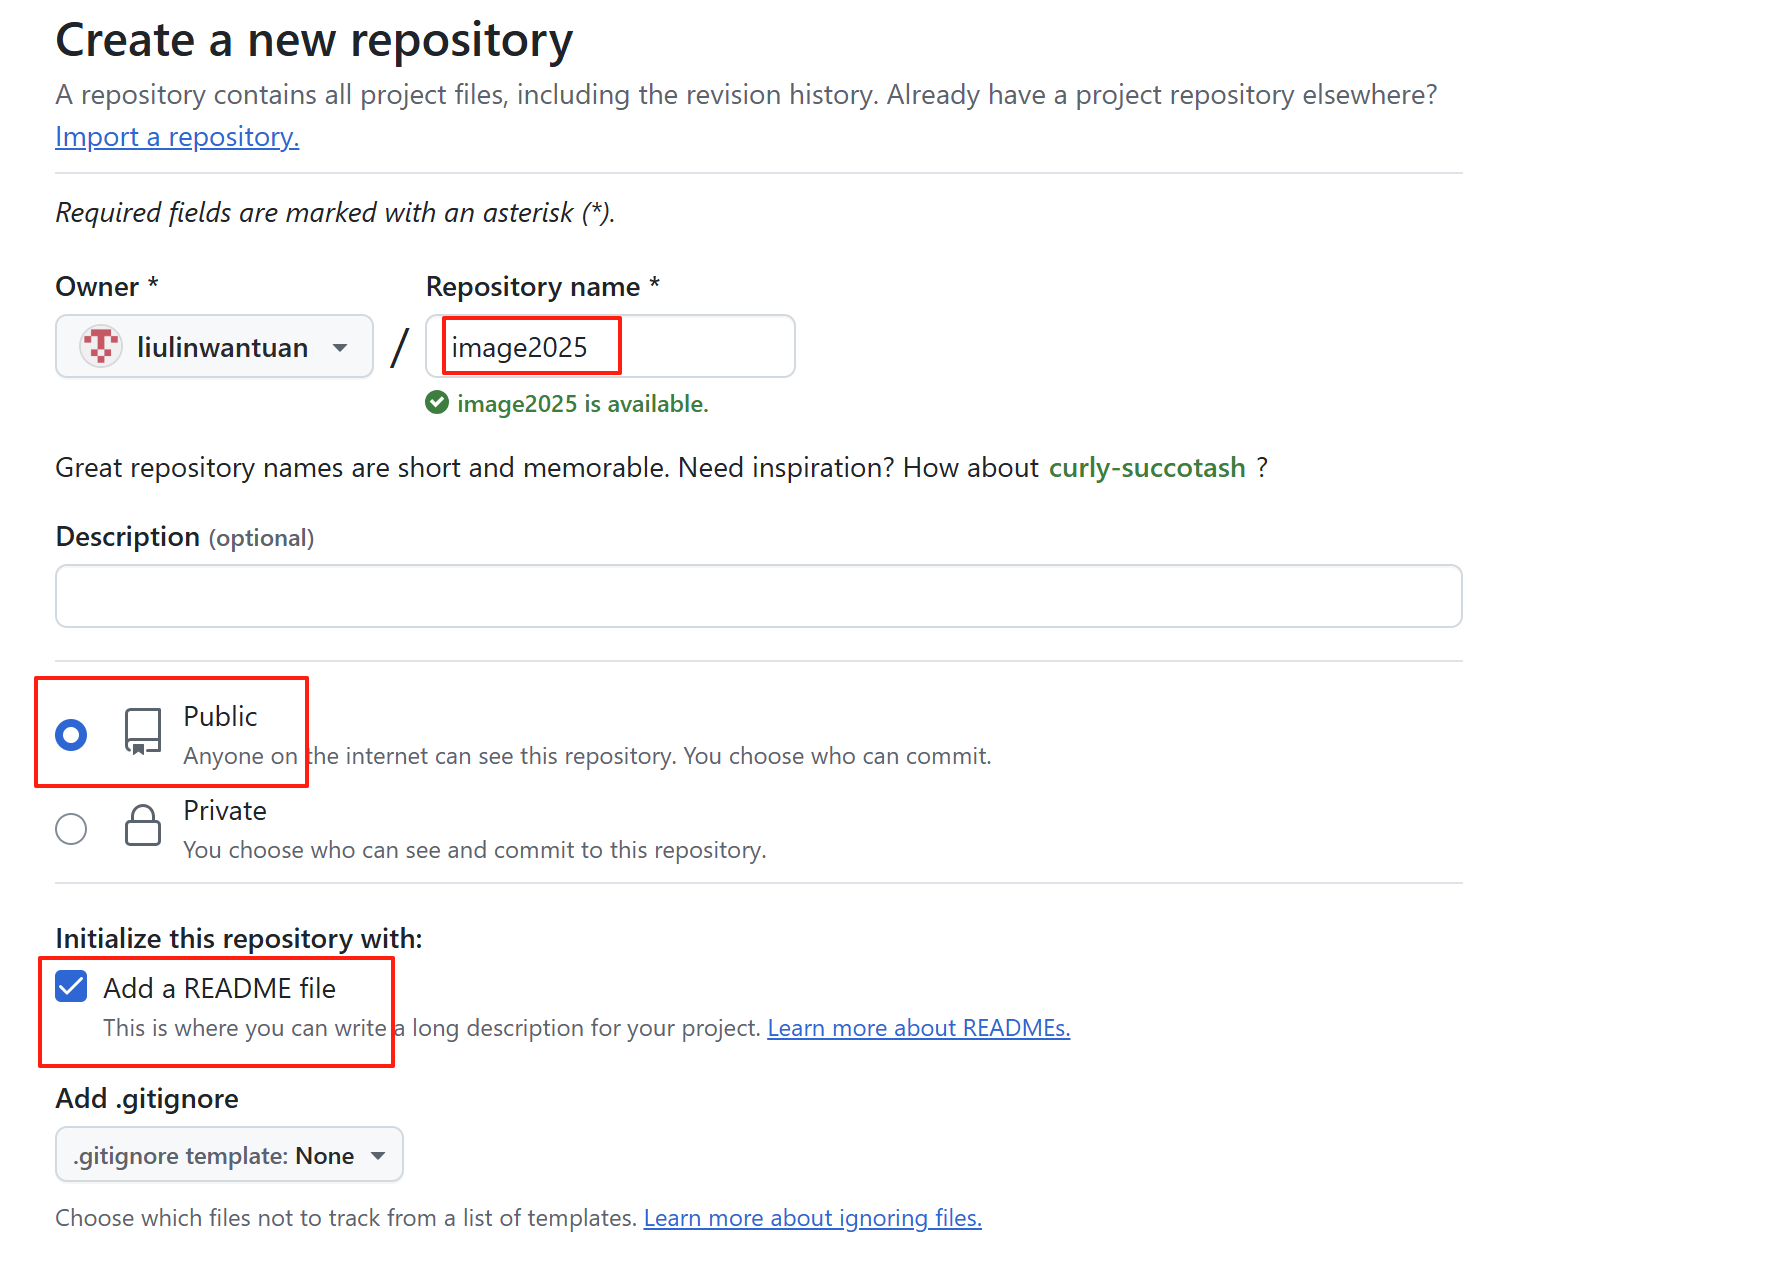 Create a new repository
A repository contains all project files, including the revision history. Already have a project repository elsewhere?
Import a repository.
Required fields are marked with an asterisk (*).
Owner *
Repository name *
liulinwantuan / image2025
image2025 is available.
Great repository names are short and memorable. Need inspiration? How about curly-succotash ?
Description (optional)
Public
Anyone on the internet can see this repository. You choose who can commit.
Private
You choose who can see and commit to this repository.
Initialize this repository with:
Add a README file
This is where you can write a long description for your project. Learn more about READMEs.
Add .gitignore
.gitignore template: None
Choose which files not to track from a list of templates. Learn more about ignoring files.